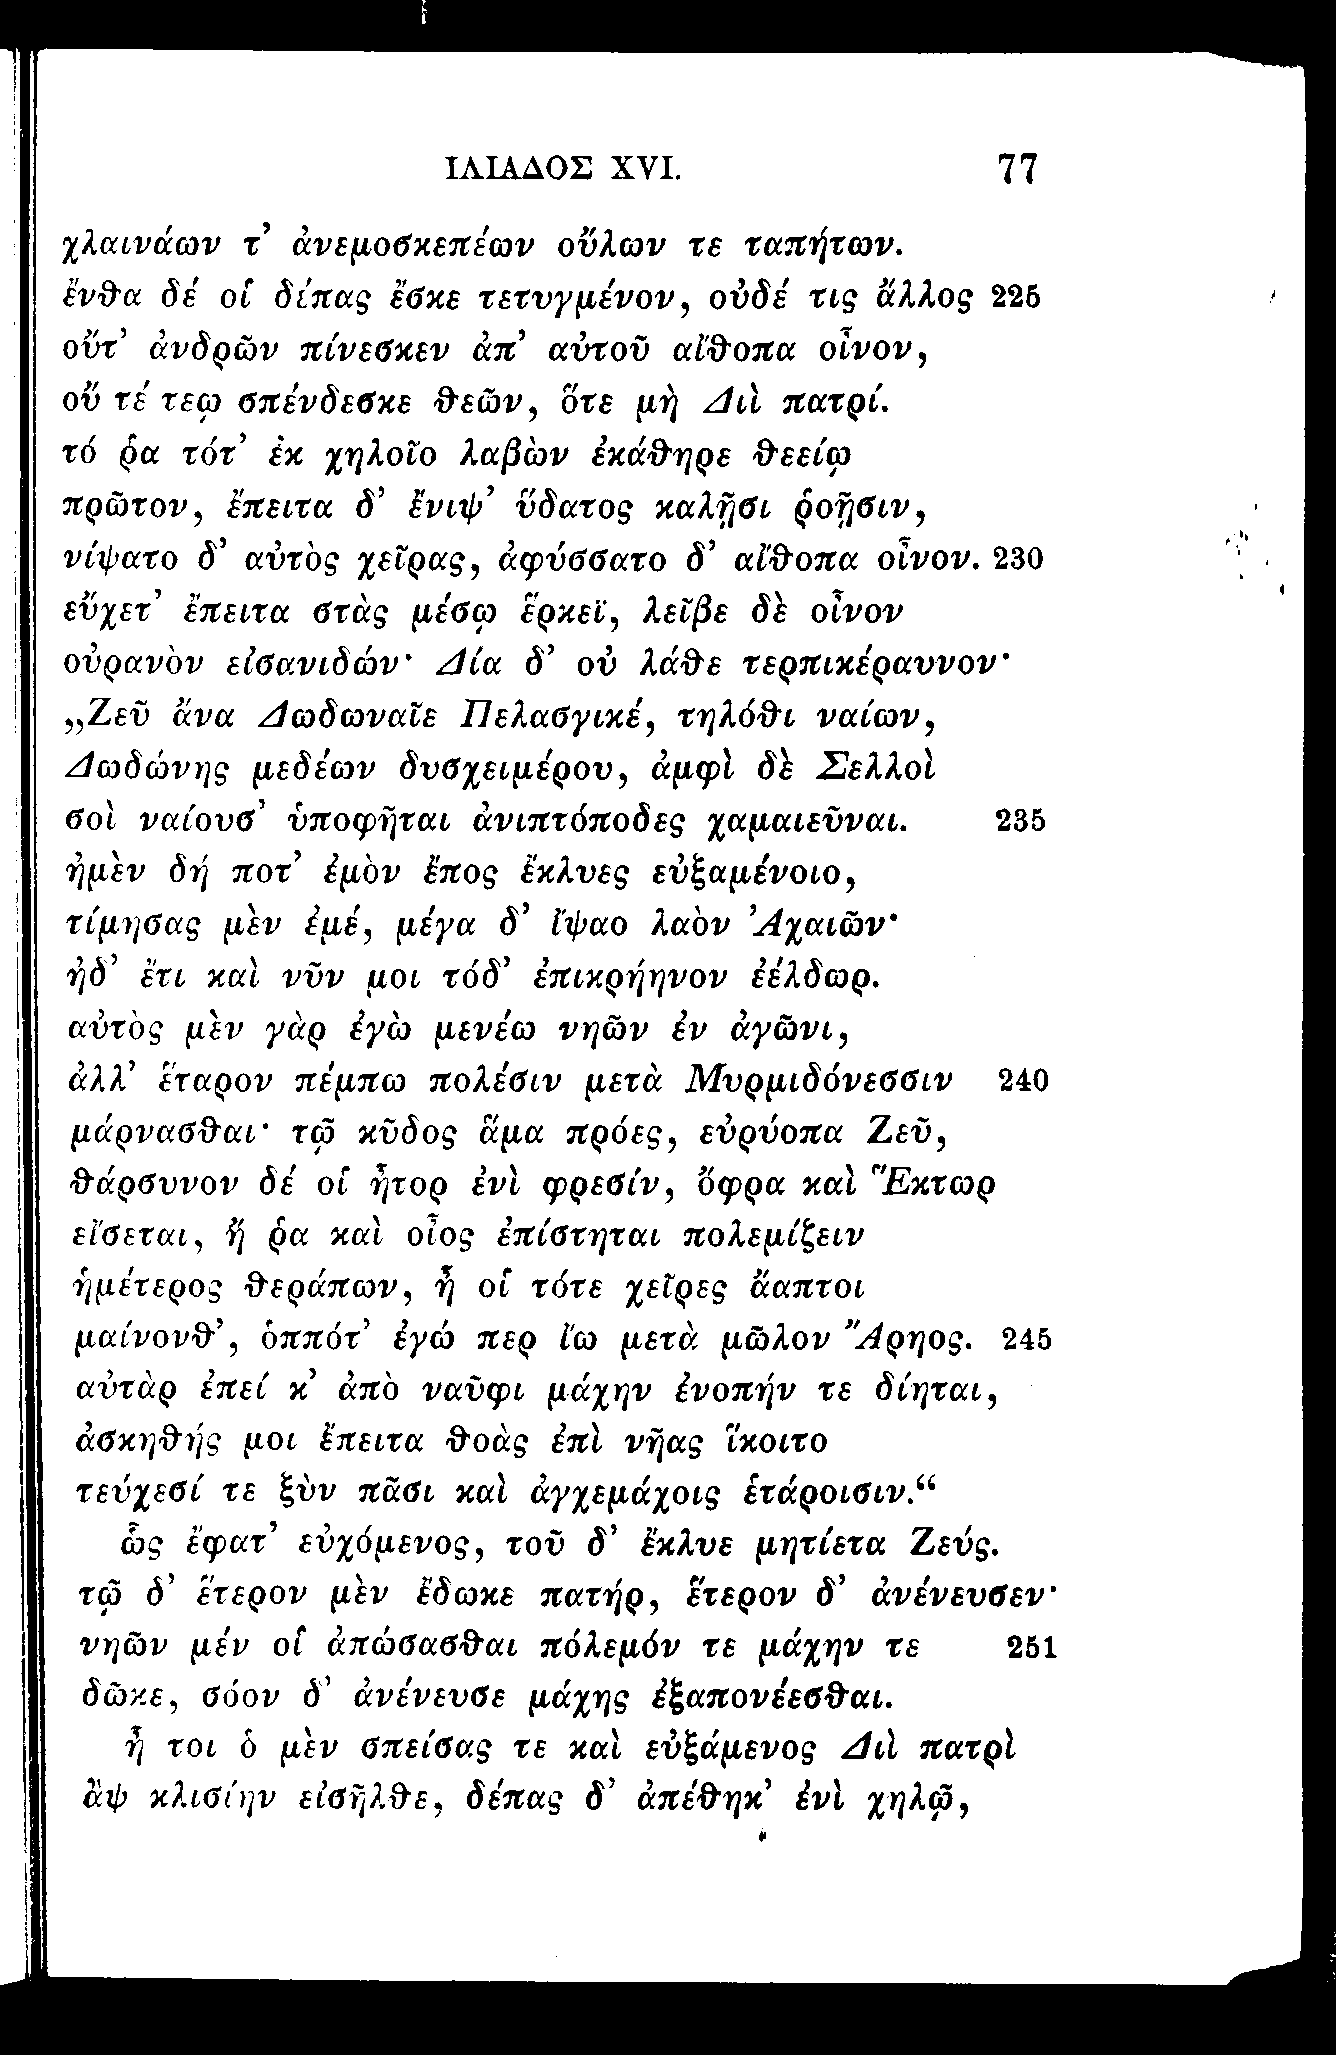 ΙΛΙΑΔΟΣ XVI. 77
χλαινάων τ’ ἀνεμοσκεπέων οὔλων τε ταπήτων.
ἔνθα δέ οἱ δέπας ἔσκε τετυγμένον, οὐδέ τις ἄλλος 225
οὔτ’ ἀνδρῶν πίνεσκεν ἀπ’ αὐτοῦ αἴθοπα οἶνον,
οὔ τέ τεῳ σπένδεσκε θεῶν, ὅτε μὴ Διὶ πατρί.
τό ῥα τότ’ ἐκ χηλοῖο λαβὼν ἐκάθηρε θεείῳ
πρῶτον, ἔπειτα δ’ ἔνιψ’ ὕδατος καλῇσι ῥοῇσιν,
νίψατο δ’ αὐτὸς χεῖρας, ἀφύσσατο δ’ αἴθοπα οἶνον. 230
εὔχετ’ ἔπειτα στὰς μέσῳ ἕρκεϊ, λεῖβε δὲ οἶνον
οὐρανὸν εἰσανιδών· Δία δ’ οὐ λάθε τερπικέραυνον·
„Ζεῦ ἄνα Δωδωναῖε Πελασγικέ, τηλόθι ναίων,
Δωδώνης μεδέων δυσχειμέρου, ἀμφὶ δὲ Σελλοὶ
σοὶ ναίουσ’ ὑποφῆται ἀνιπτόποδες χαμαιεῦναι. 235
ἠμὲν δή ποτ’ ἐμὸν ἔπος ἔκλυες εὐξαμένοιο,
τίμησας μὲν ἐμέ, μέγα δ’ ἴψαο λαὸν Ἀχαιῶν·
ἠδ’ ἔτι καὶ νῦν μοι τόδ’ ἐπικρήηνον ἐέλδωρ.
αὐτὸς μὲν γὰρ ἐγὼ μενέω νηῶν ἐν ἀγῶνι,
ἀλλ’ ἕταρον πέμπω πολέσιν μετὰ Μυρμιδόνεσσιν 240
μάρνασθαι· τῷ κῦδος ἅμα πρόες, εὐρύοπα Ζεῦ,
θάρσυνον δέ οἱ ἦτορ ἐνὶ φρεσίν, ὄφρα καὶ Ἕκτωρ
εἴσεται, ἤ ῥα καὶ οἶος ἐπίστηται πολεμίζειν
ἡμέτερος θεράπων, ἦ οἱ τότε χεῖρες ἄαπτοι
μαίνονθ’, ὁππότ’ ἐγώ περ ἴω μετὰ μῶλον Ἄρηος. 245
αὐτὰρ ἐπεί κ’ ἀπὸ ναῦφι μάχην ἐνοπήν τε δίηται,
ἀσκηθής μοι ἔπειτα θοὰς ἐπὶ νῆας ἵκοιτο
τεύχεσί τε ξὺν πᾶσι καὶ ἀγχεμάχοις ἑτάροισιν.“
ὣς ἔφατ’ εὐχόμενος, τοῦ δ’ ἔκλυε μητίετα Ζεύς.
τῷ δ’ ἕτερον μὲν ἔδωκε πατήρ, ἕτερον δ’ ἀνένευσεν·
νηῶν μέν οἱ ἀπώσασθαι πόλεμόν τε μάχην τε 251
δῶκε, σόον δ’ ἀνένευσε μάχης ἐξαπονέεσθαι.
ἦ τοι ὁ μὲν σπείσας τε καὶ εὐξάμενος Διὶ πατρὶ
ἂψ κλισίην εἰσῆλθε, δέπας δ’ ἀπέθηκ’ ἐνὶ χηλῷ,